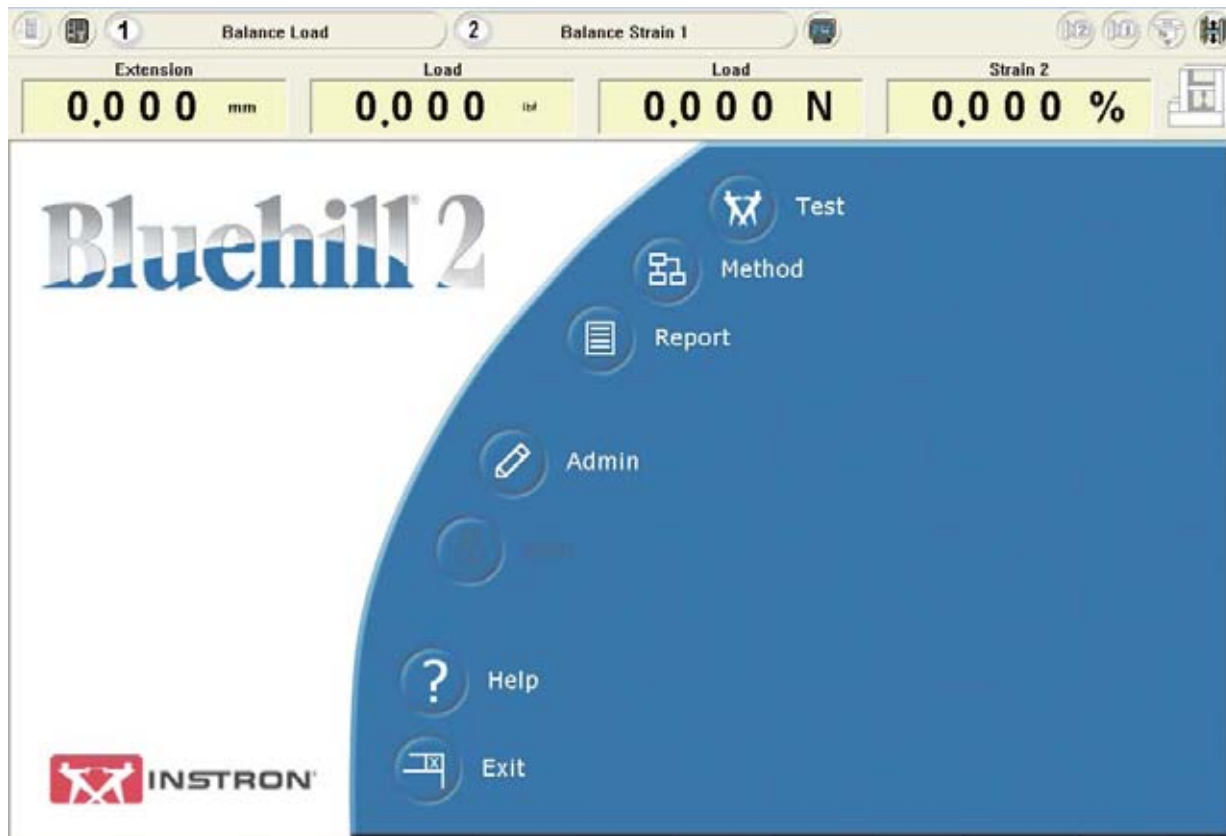 1 Balance Load 2 Balance Strain 1
Extension Load Load Strain 2
0.000 mm 0.000 lbf 0.000 N 0.000 %
Bluehill® 2
Test
Method
Report
Admin
? Help
Exit
INSTRON®